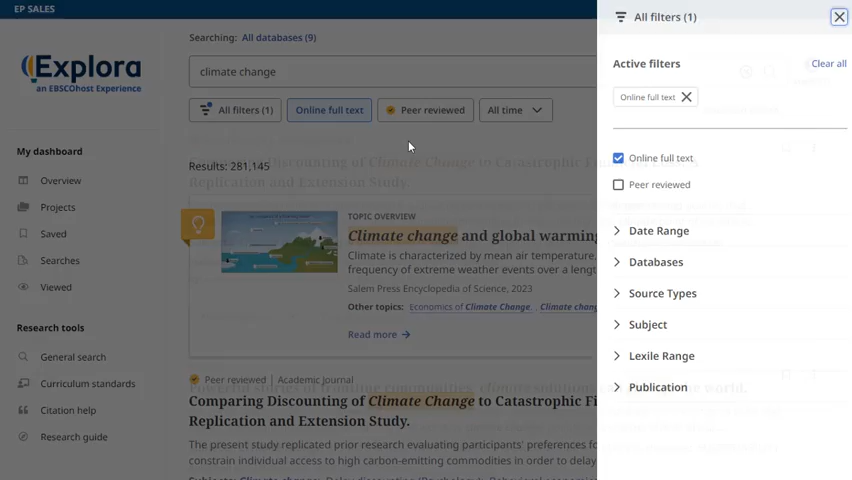 EP SALES
Explora
an EBSCOhost Experience
My dashboard
Overview
Projects
Saved
Searches
Viewed
Research tools
General search
Curriculum standards
Citation help
Research guide
Searching: All databases (9)
climate change
All filters (1)
Online full text
Peer reviewed
All time
Results: 281,145
TOPIC OVERVIEW
Climate change and global warming
Climate is characterized by mean air temperature,
frequency of extreme weather events over a leng
Salem Press Encyclopedia of Science, 2023
Other topics: Economics of Climate Change, , Climate chang
Read more
Peer reviewed | Academic Journal
Comparing Discounting of Climate Change to Catastrophic Fi
Replication and Extension Study.
The present study replicated prior research evaluating participants' preferences fo
constrain individual access to high carbon-emitting commodities in order to delay
All filters (1)
Active filters
Clear all
Online full text
Online full text
Peer reviewed
Date Range
Databases
Source Types
Subject
Lexile Range
Publication